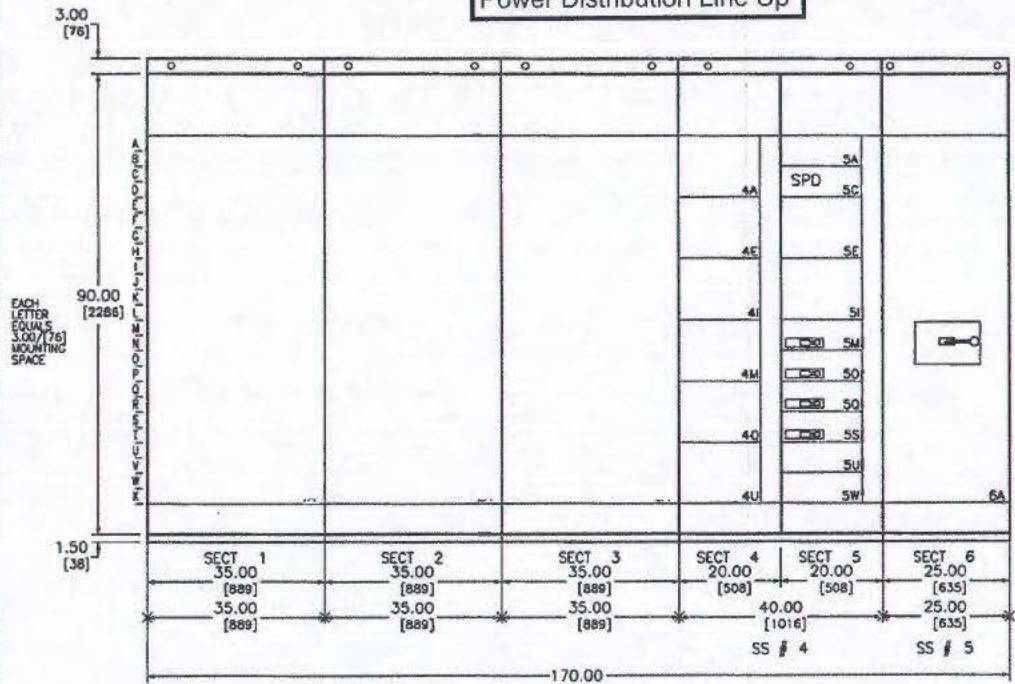 Power Distribution Line Up
3.00
[76]
A
B
C
D
E
F
G
H
I
J
K
L
M
N
O
P
Q
R
S
T
U
V
W
X
90.00
[2286]
EACH
LETTER
EQUALS
3.00/[76]
MOUNTING
SPACE
4A
4E
4I
4M
4Q
4U
5A
SPD
5C
5E
5I
5M
5O
5Q
5S
5U
5W
6A
1.50
[38]
SECT 1 SECT 2 SECT 3 SECT 4 SECT 5 SECT 6
35.00 35.00 35.00 20.00 20.00 25.00
[889] [889] [889] [508] [508] [635]
35.00 35.00 35.00 40.00 25.00
[889] [889] [889] [1016] [635]
SS # 4 SS # 5
170.00